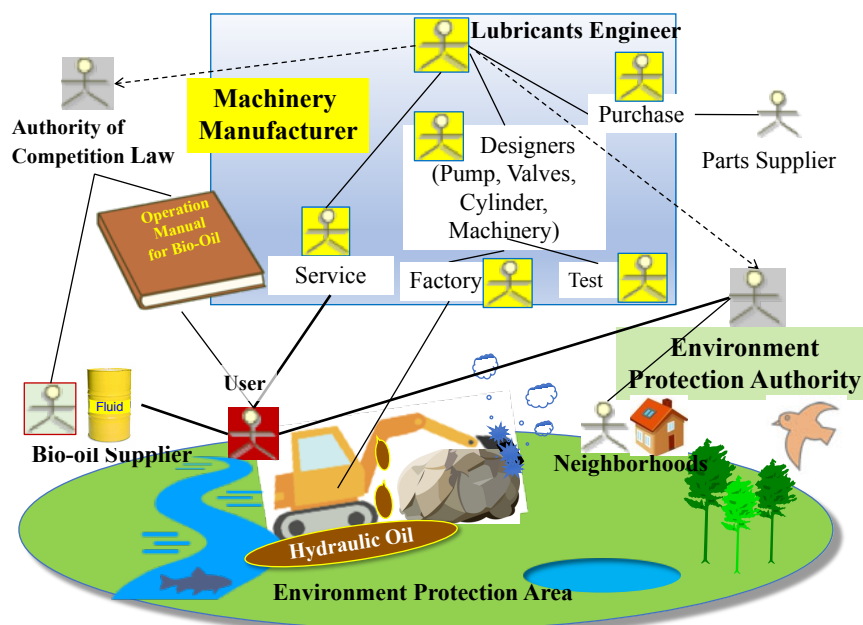 Lubricants Engineer
Machinery
Manufacturer
Authority of
Competition Law
Purchase
Parts Supplier
Designers
(Pump, Valves,
Cylinder,
Machinery)
Operation
Manual
for Bio-Oil
Service
Factory
Test
Environment
Protection Authority
User
Fluid
Bio-oil Supplier
Neighborhoods
Hydraulic Oil
Environment Protection Area